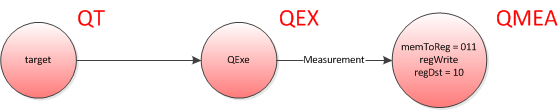 QT
QEX
QMEA
target
QExe
Measurement
memToReg = 011
regWrite
regDst = 10